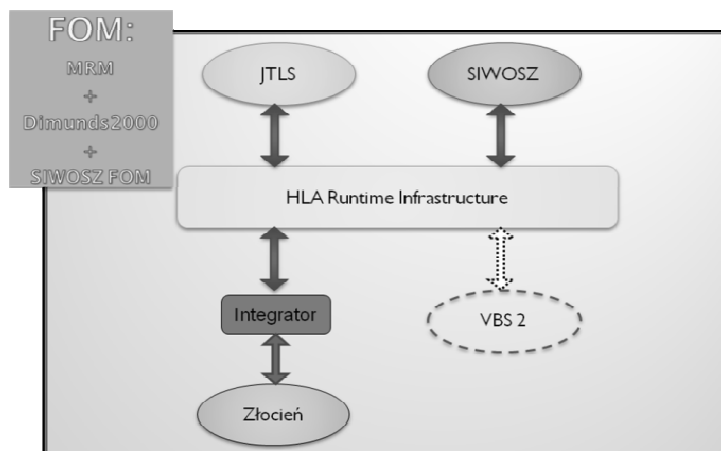 FOM:
MRM
+
Dimunds2000
+
SIWOSZ FOM
JTLS
SIWOSZ
HLA Runtime Infrastructure
Integrator
VBS 2
Złocień